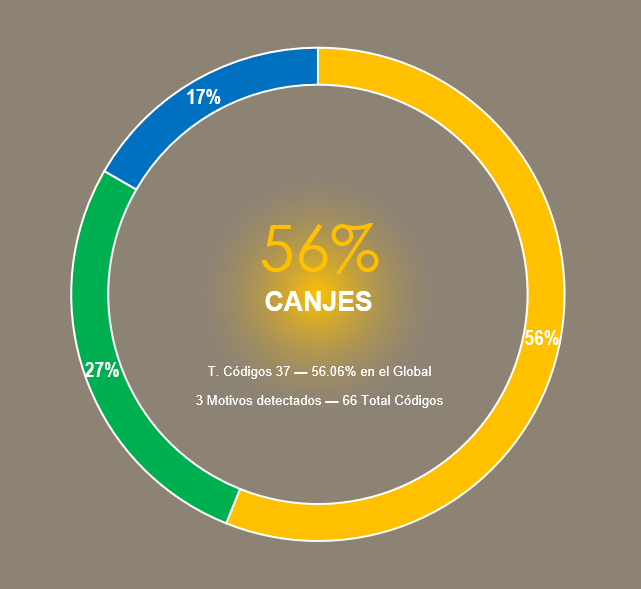 17%
56%
CANJES
56%
27%
T. Códigos 37 — 56.06% en el Global
3 Motivos detectados — 66 Total Códigos